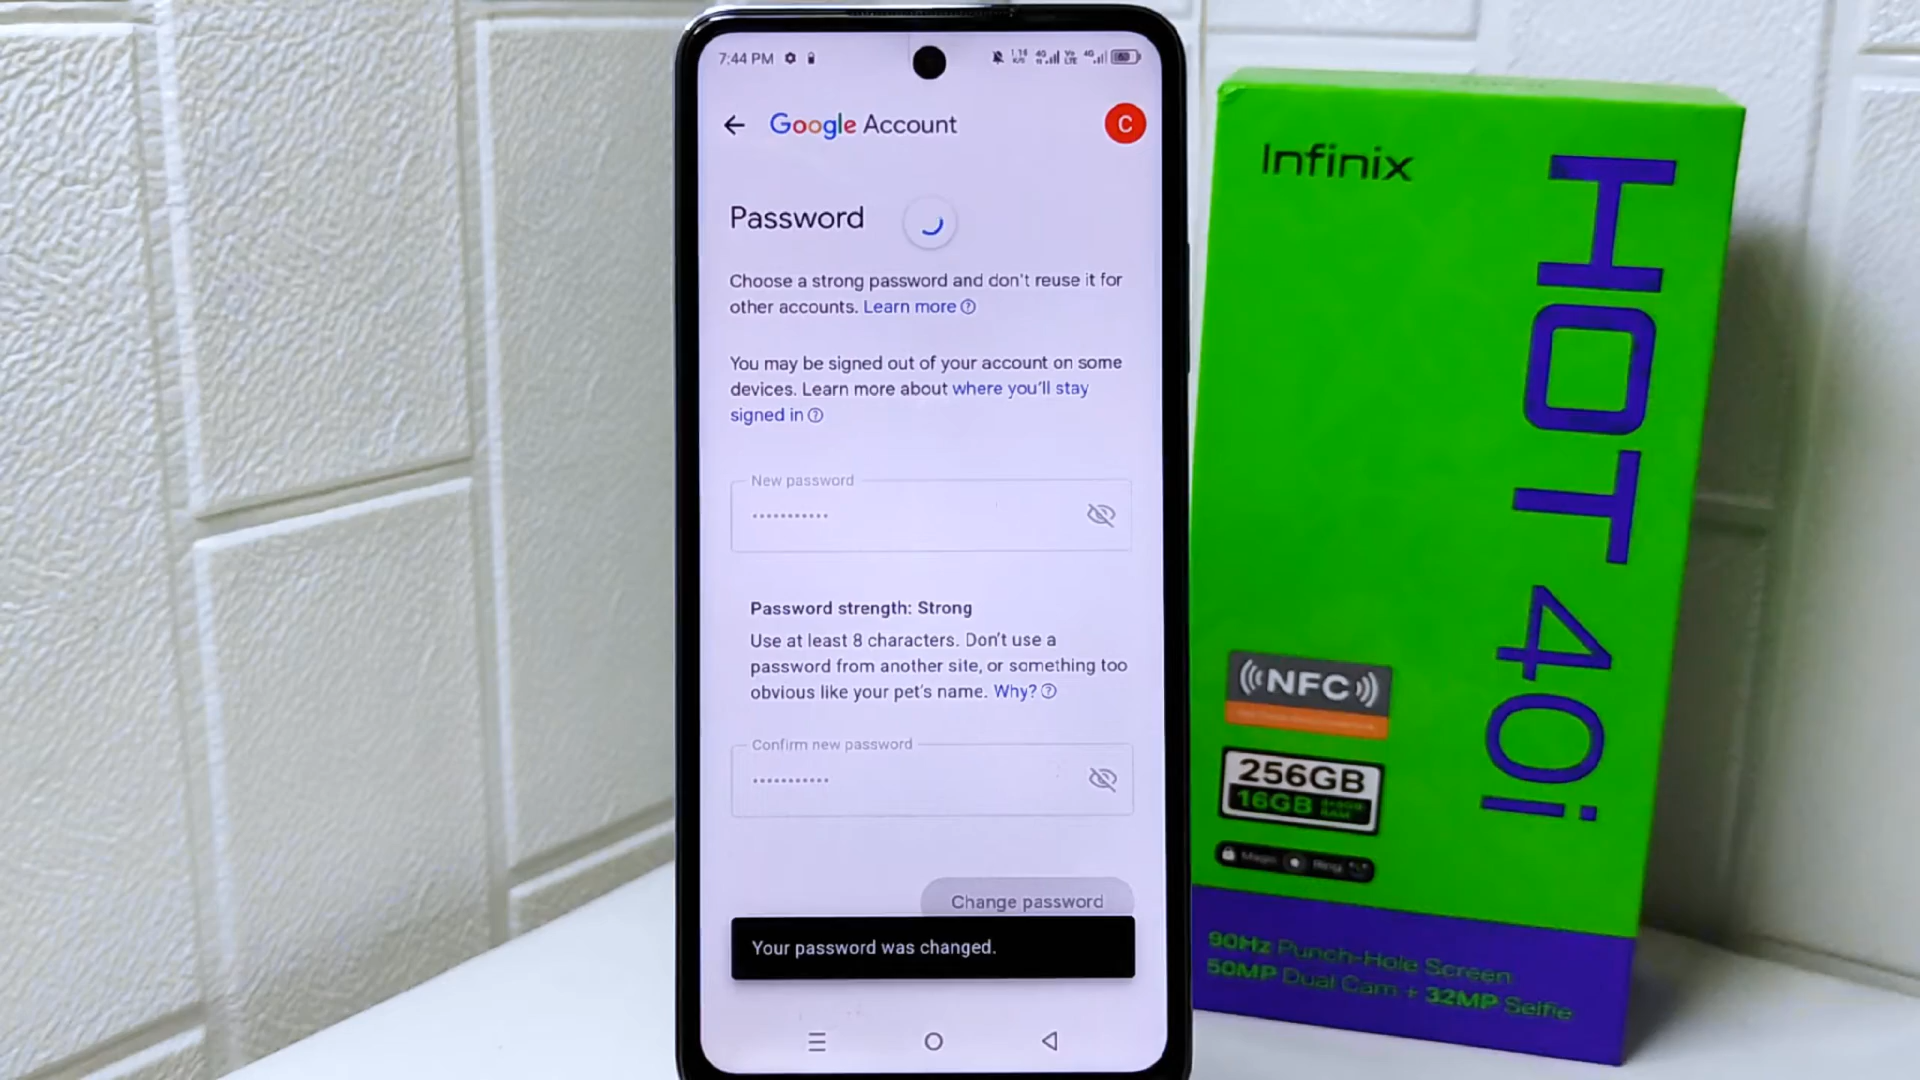 7:44 PM
Google Account
C
Password
Choose a strong password and don't reuse it for
other accounts. Learn more
You may be signed out of your account on some
devices. Learn more about where you'll stay
signed in
New password
•••••••••••
Password strength: Strong
Use at least 8 characters. Don't use a
password from another site, or something too
obvious like your pet's name. Why?
Confirm new password
•••••••••••
Change password
Your password was changed.
Infinix
HOT 40i
NFC
256GB
16GB
Magic Ring
90Hz Punch-Hole Screen
50MP Dual Cam + 32MP Selfie